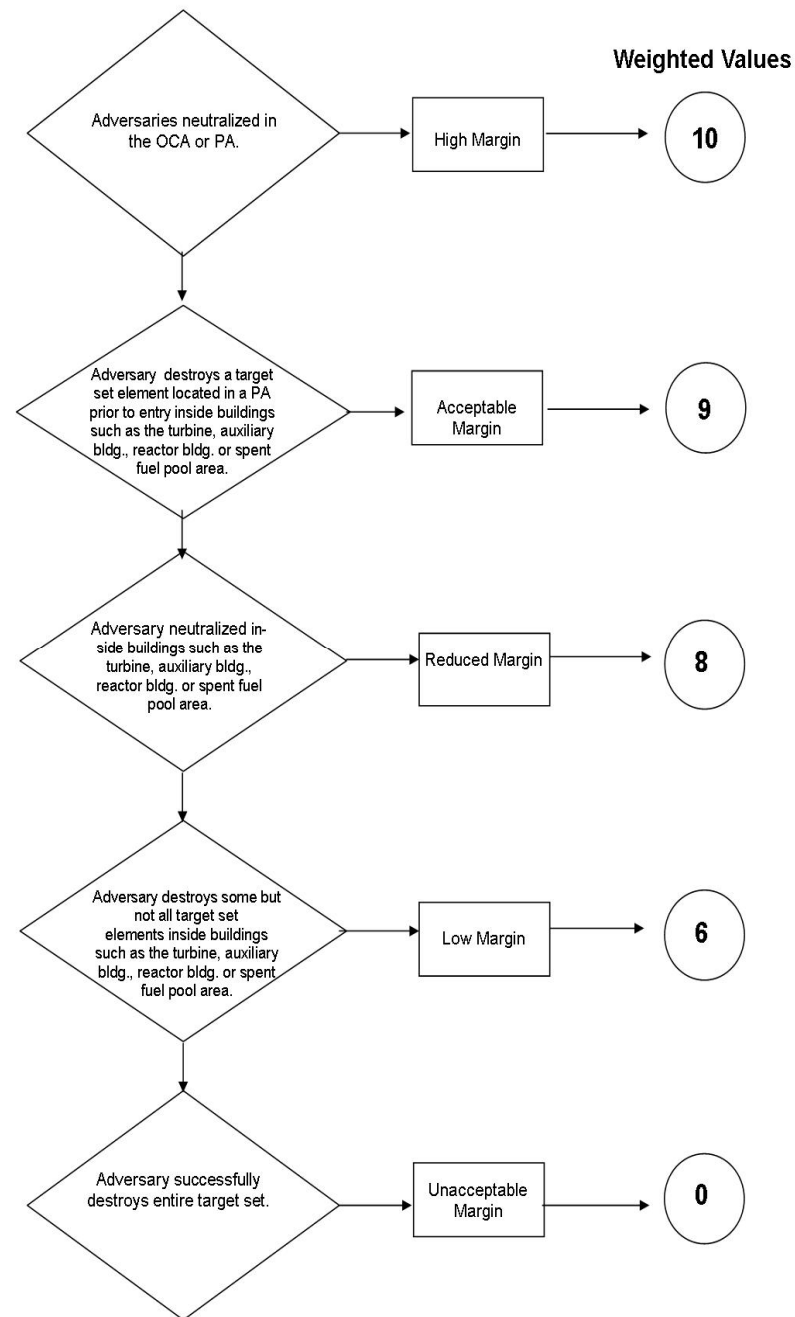 Weighted Values
Adversaries neutralized in
the OCA or PA.
High Margin
10
Adversary destroys a target
set element located in a PA
prior to entry inside buildings
such as the turbine, auxiliary
bldg., reactor bldg. or spent
fuel pool area.
Acceptable
Margin
9
Adversary neutralized in-
side buildings such as the
turbine, auxiliary bldg.,
reactor bldg. or spent fuel
pool area.
Reduced Margin
8
Adversary destroys some but
not all target set
elements inside buildings
such as the turbine, auxiliary
bldg., reactor bldg. or spent
fuel pool area.
Low Margin
6
Adversary successfully
destroys entire target set.
Unacceptable
Margin
0